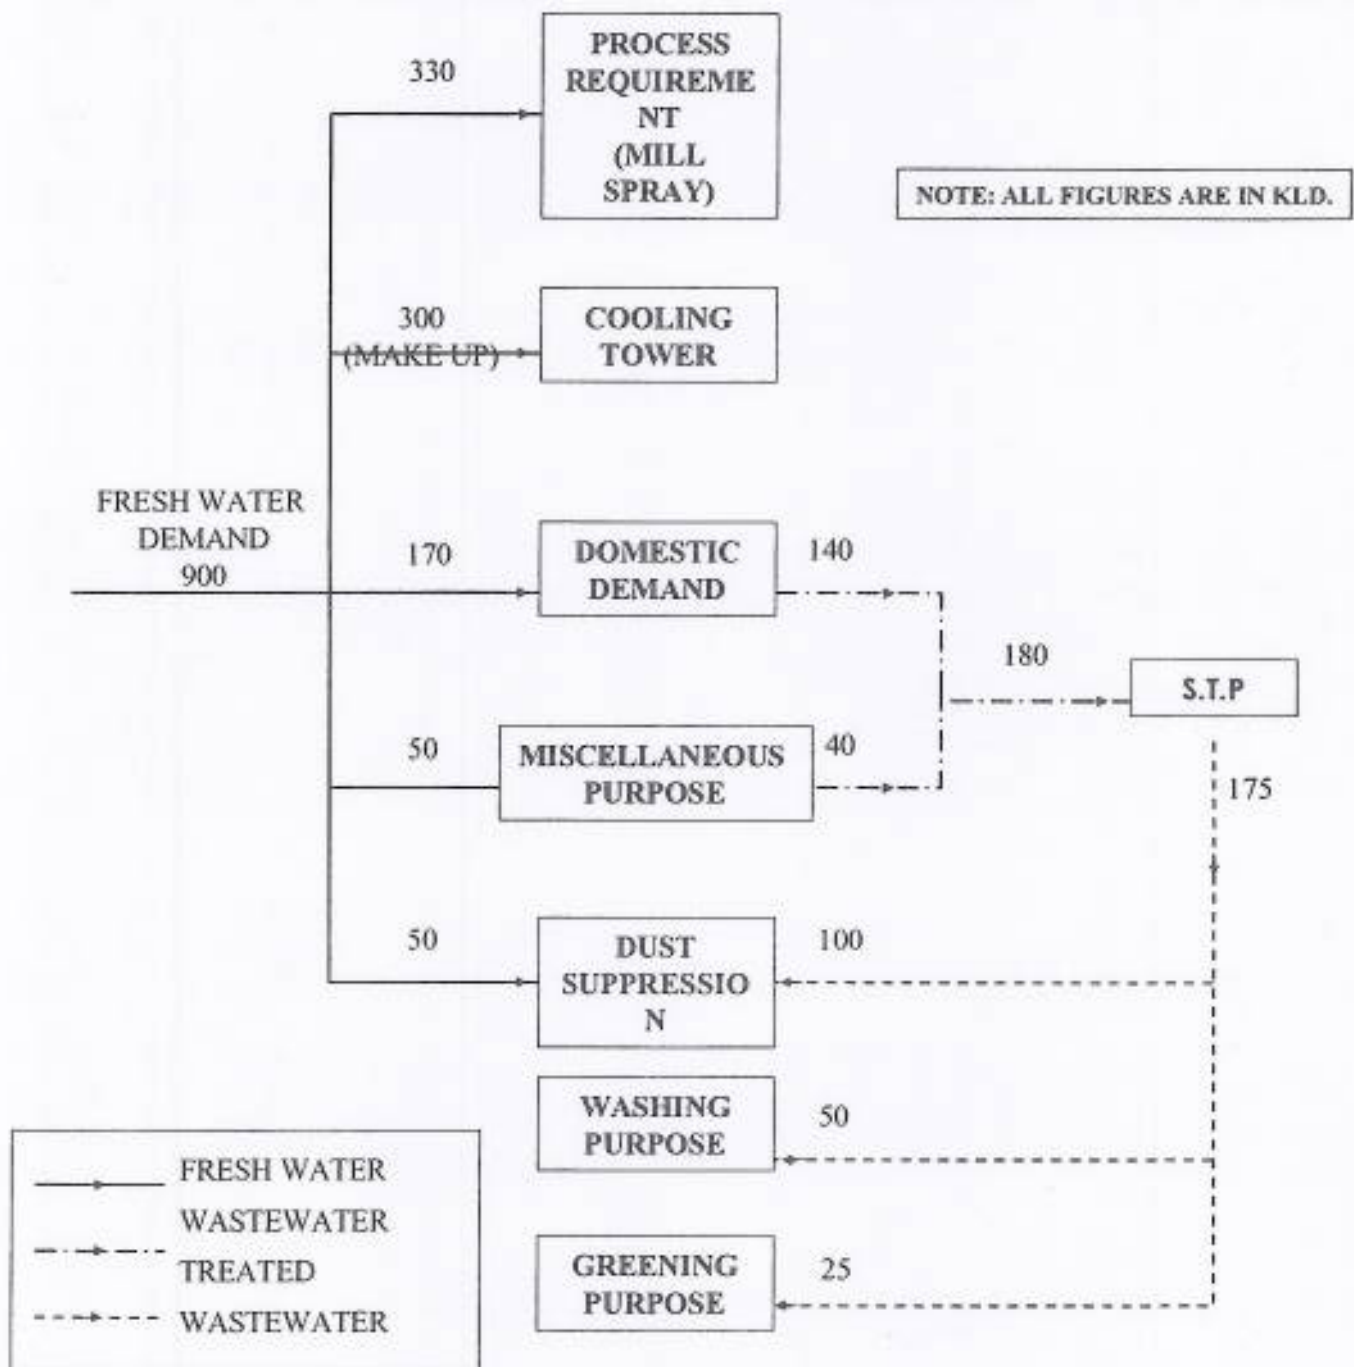 330
PROCESS
REQUIREME
NT
(MILL
SPRAY)
NOTE: ALL FIGURES ARE IN KLD.
300
(MAKE UP)
COOLING
TOWER
FRESH WATER
DEMAND
900
170
DOMESTIC
DEMAND
140
180
S.T.P
50
MISCELLANEOUS
PURPOSE
40
175
50
DUST
SUPPRESSIO
N
100
WASHING
PURPOSE
50
GREENING
PURPOSE
25
FRESH WATER
WASTEWATER
TREATED
WASTEWATER